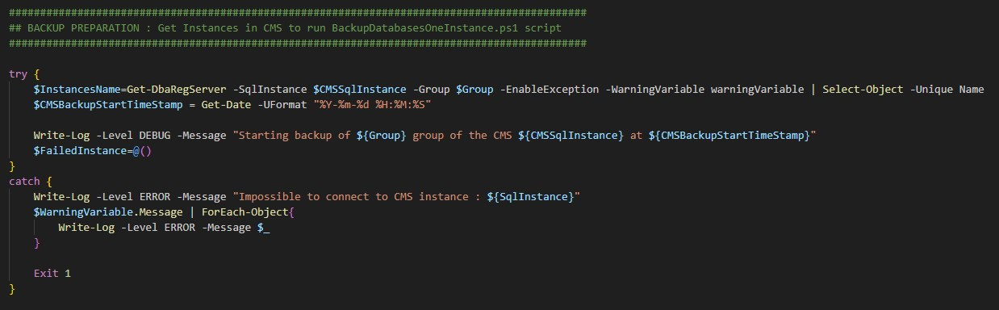 #############################################################################################
## BACKUP PREPARATION : Get Instances in CMS to run BackupDatabasesOneInstance.ps1 script
#############################################################################################
try {
$InstancesName=Get-DbaRegServer -SqlInstance $CMSSqlInstance -Group $Group -EnableException -WarningVariable warningVariable | Select-Object -Unique Name
$CMSBackupStartTimeStamp = Get-Date -UFormat "%Y-%m-%d %H:%M:%S"
Write-Log -Level DEBUG -Message "Starting backup of ${Group} group of the CMS ${CMSSqlInstance} at ${CMSBackupStartTimeStamp}"
$FailedInstance=@()
}
catch {
Write-Log -Level ERROR -Message "Impossible to connect to CMS instance : ${SqlInstance}"
$WarningVariable.Message | ForEach-Object{
Write-Log -Level ERROR -Message $_
}
Exit 1
}